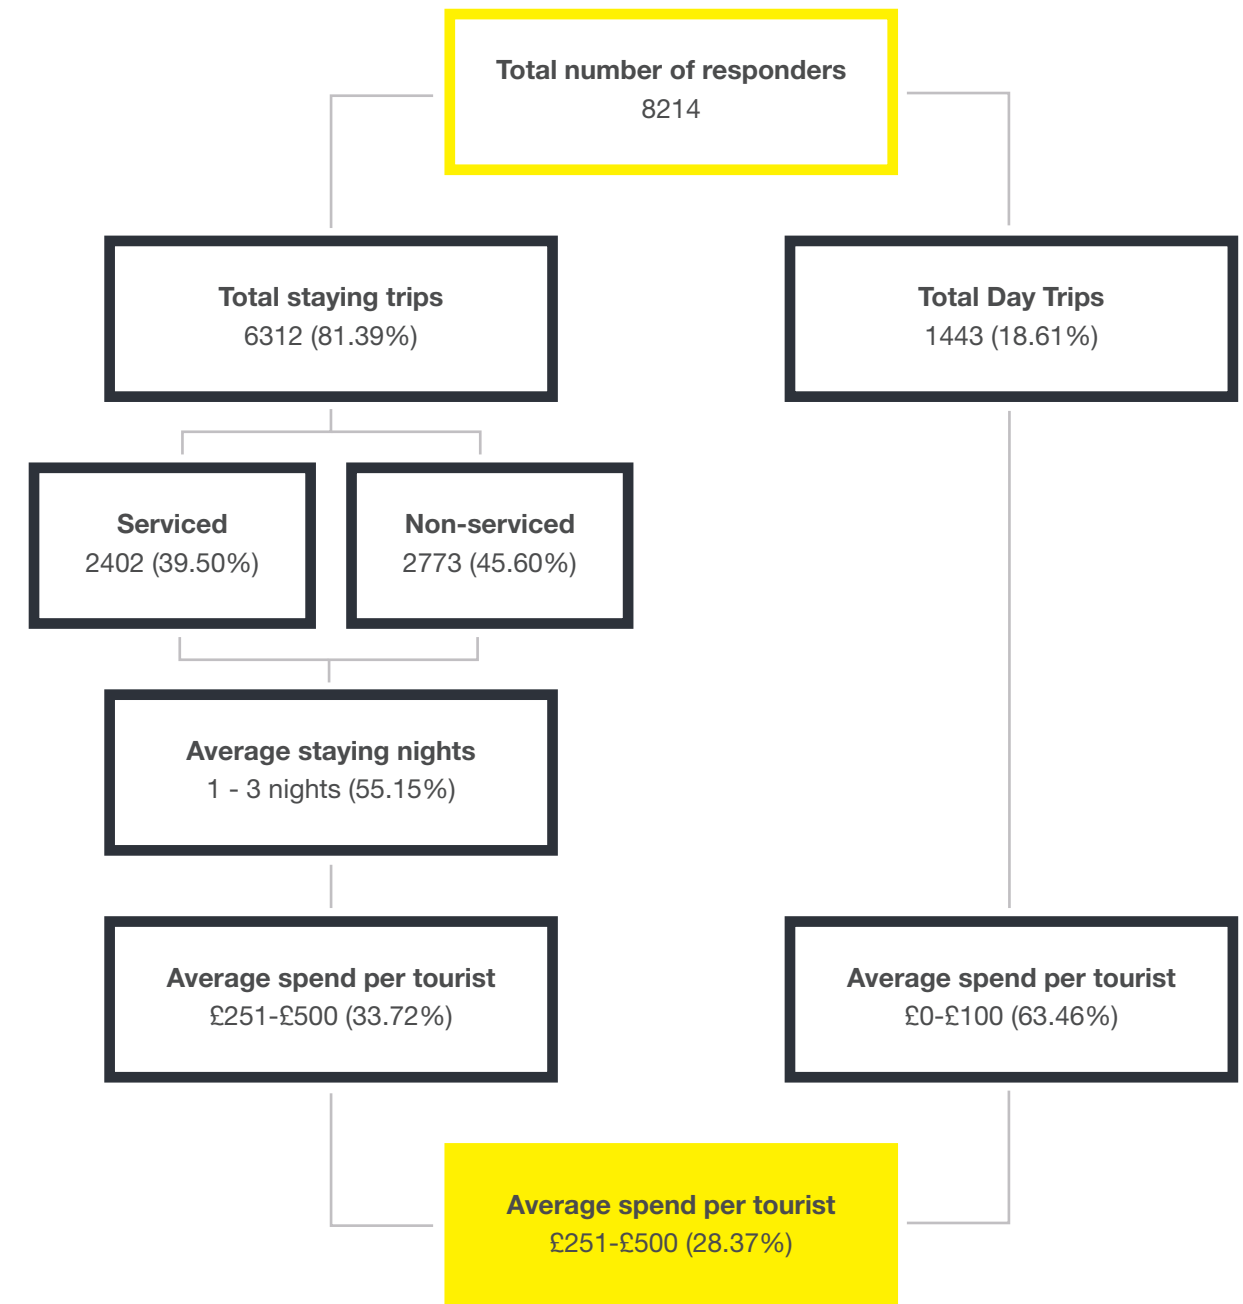 Total number of responders
8214
Total staying trips
6312 (81.39%)
Total Day Trips
1443 (18.61%)
Serviced
2402 (39.50%)
Non-serviced
2773 (45.60%)
Average staying nights
1 - 3 nights (55.15%)
Average spend per tourist
£251-£500 (33.72%)
Average spend per tourist
£0-£100 (63.46%)
Average spend per tourist
£251-£500 (28.37%)